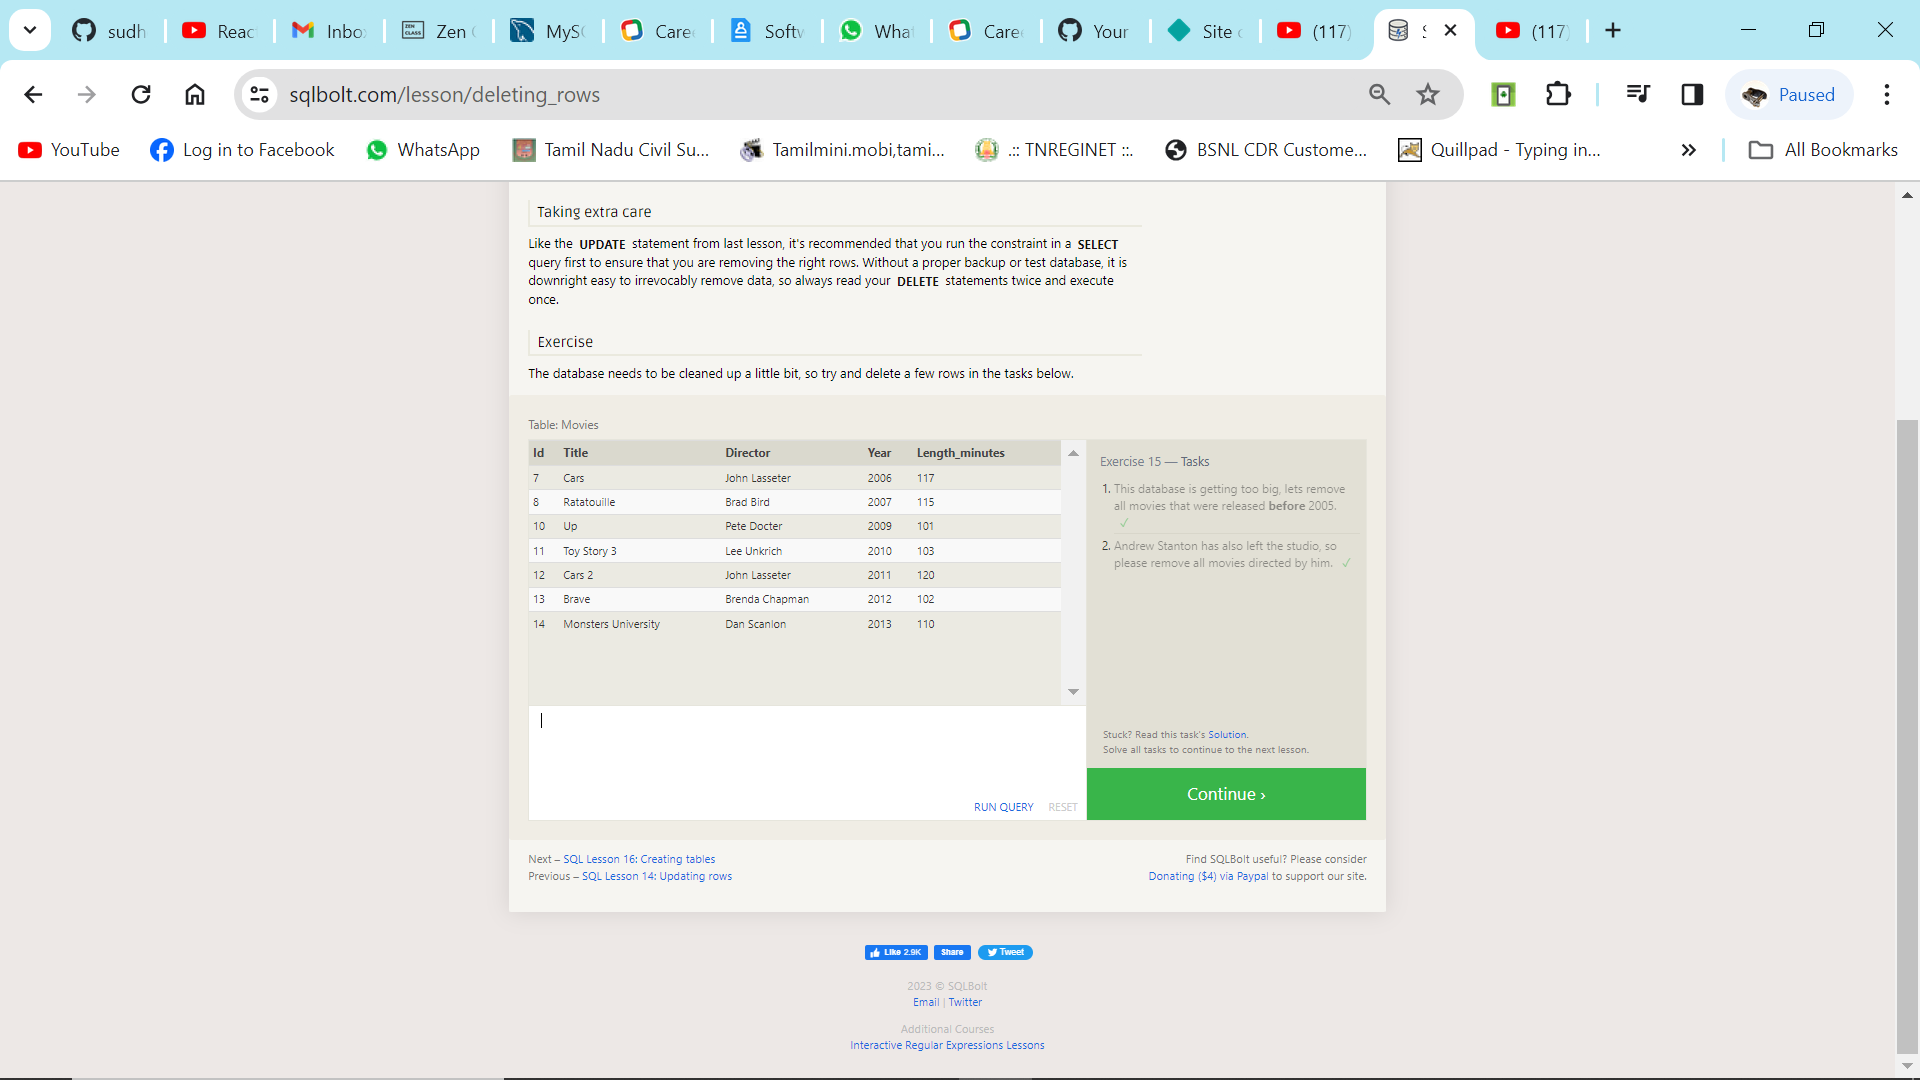 sudh
Reac
Inbo
Zen
MySC
Care
Softw
What
Caree
Your
Site
(117)
(117)
sqlbolt.com/lesson/deleting_rows
Paused
YouTube
Log in to Facebook
WhatsApp
Tamil Nadu Civil Su...
Tamilmini.mobi,tami...
.:: TNREGINET ::.
BSNL CDR Custome...
Quillpad - Typing in...
All Bookmarks
Taking extra care
Like the UPDATE statement from last lesson, it's recommended that you run the constraint in a SELECT
query first to ensure that you are removing the right rows. Without a proper backup or test database, it is
downright easy to irrevocably remove data, so always read your DELETE statements twice and execute
once.
Exercise
The database needs to be cleaned up a little bit, so try and delete a few rows in the tasks below.
Table: Movies
Id Title Director Year Length_minutes
7 Cars John Lasseter 2006 117
8 Ratatouille Brad Bird 2007 115
10 Up Pete Docter 2009 101
11 Toy Story 3 Lee Unkrich 2010 103
12 Cars 2 John Lasseter 2011 120
13 Brave Brenda Chapman 2012 102
14 Monsters University Dan Scanlon 2013 110
RUN QUERY RESET
Exercise 15 — Tasks
1. This database is getting too big, lets remove
all movies that were released before 2005.
✓
2. Andrew Stanton has also left the studio, so
please remove all movies directed by him. ✓
Stuck? Read this task's Solution.
Solve all tasks to continue to the next lesson.
Continue ›
Next – SQL Lesson 16: Creating tables
Previous – SQL Lesson 14: Updating rows
Find SQLBolt useful? Please consider
Donating ($4) via Paypal to support our site.
Like 2.9K Share Tweet
2023 © SQLBolt
Email | Twitter
Additional Courses
Interactive Regular Expressions Lessons